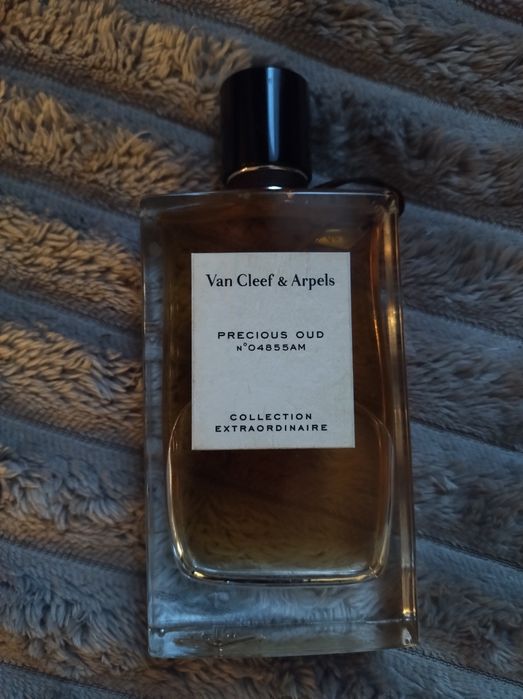 Van Cleef & Arpels
PRECIOUS OUD
N°04855AM
COLLECTION
EXTRAORDINAIRE